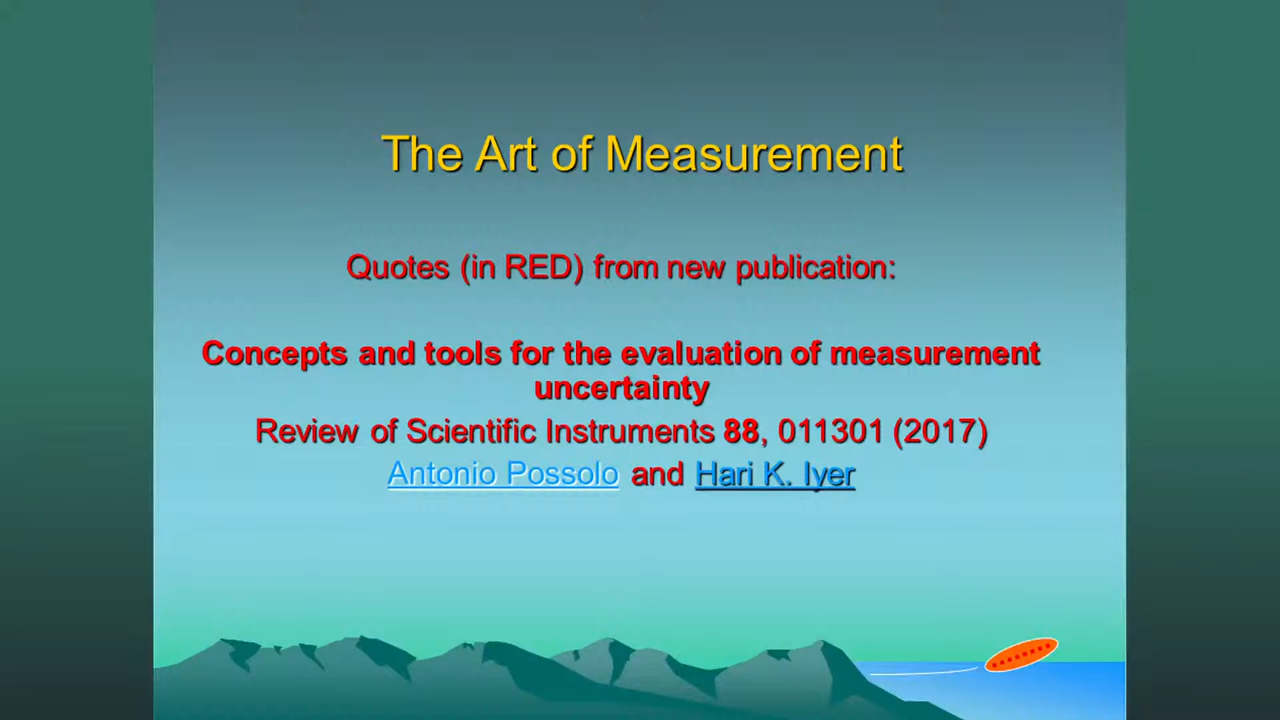 The Art of Measurement
Quotes (in RED) from new publication:
Concepts and tools for the evaluation of measurement
uncertainty
Review of Scientific Instruments 88, 011301 (2017)
Antonio Possolo and Hari K. Iyer